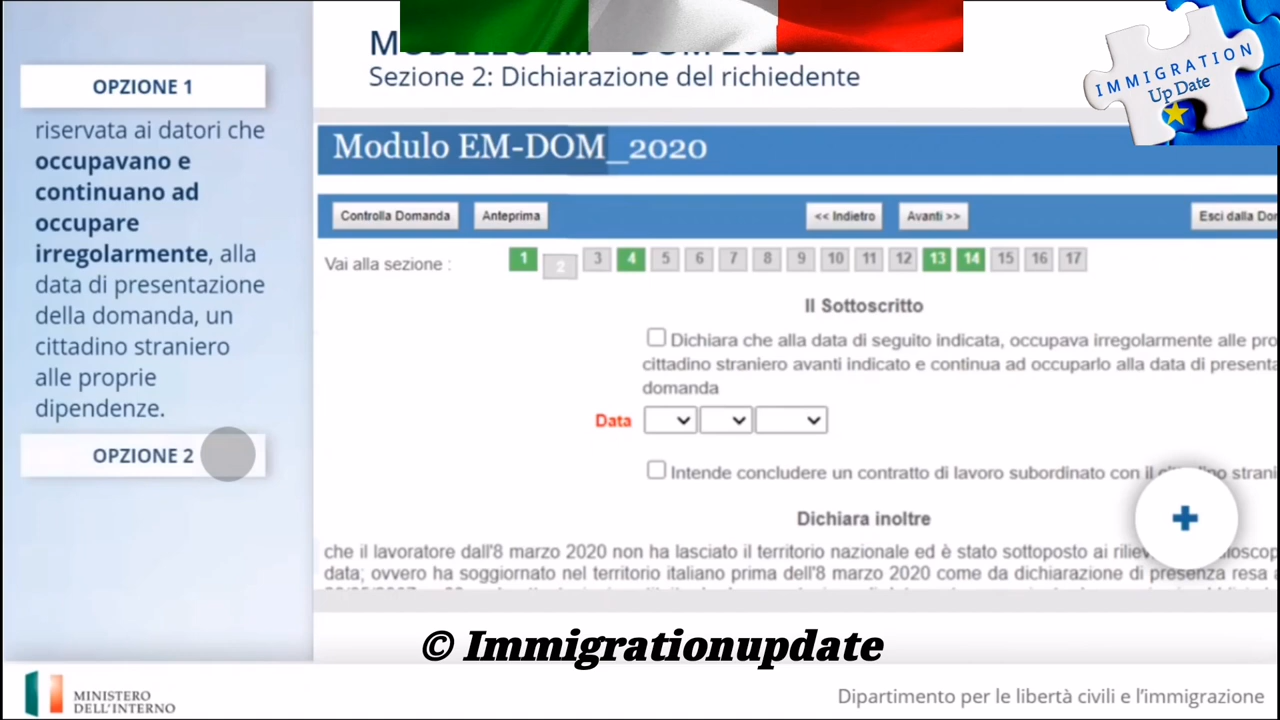 Sezione 2: Dichiarazione del richiedente
IMMIGRATION
Up Date
OPZIONE 1
riservata ai datori che
occupavano e
continuano ad
occupare
irregolarmente, alla
data di presentazione
della domanda, un
cittadino straniero
alle proprie
dipendenze.
OPZIONE 2
Modulo EM-DOM_2020
Controlla Domanda
Anteprima
<< Indietro
Avanti >>
Esci dalla
Vai alla sezione :
1 2 3 4 5 6 7 8 9 10 11 12 13 14 15 16 17
Il Sottoscritto
Dichiara che alla data di seguito indicata, occupava irregolarmente alle
cittadino straniero avanti indicato e continua ad occuparlo alla data di
domanda
Data
Intende concludere un contratto di lavoro subordinato con il
Dichiara inoltre
che il lavoratore dall'8 marzo 2020 non ha lasciato il territorio nazionale ed è stato sottoposto ai
data; ovvero ha soggiornato nel territorio italiano prima dell'8 marzo 2020 come da dichiarazione di presenza resa
© Immigrationupdate
MINISTERO
DELL'INTERNO
Dipartimento per le libertà civili e l'immigrazione